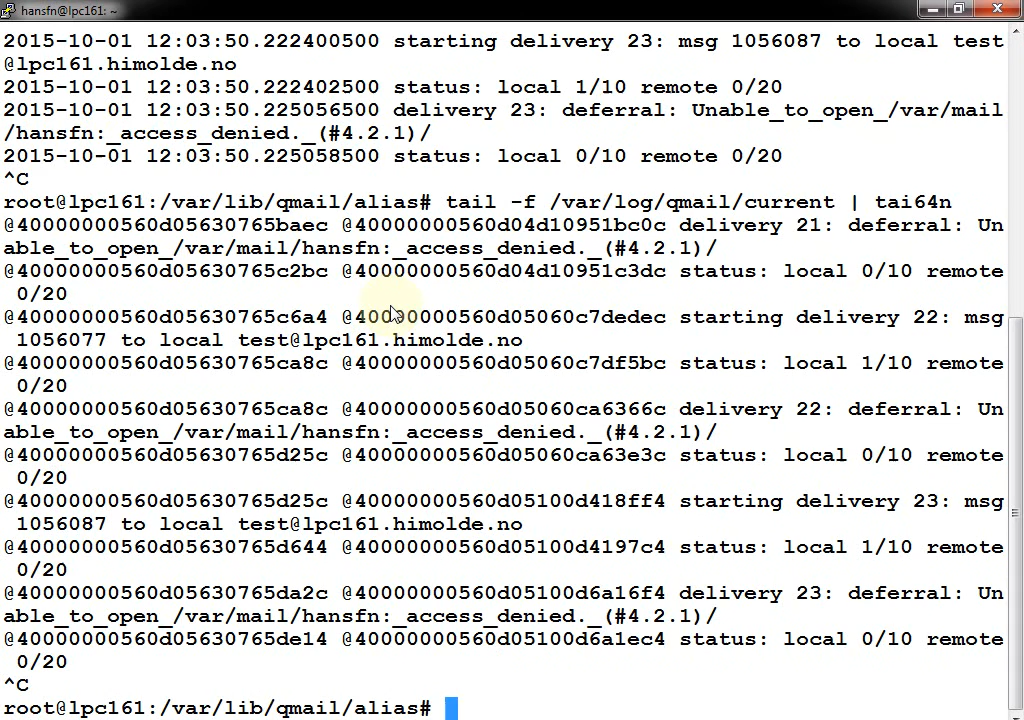 hansfn@lpc161: ~
2015-10-01 12:03:50.222400500 starting delivery 23: msg 1056087 to local test
@lpc161.himolde.no
2015-10-01 12:03:50.222402500 status: local 1/10 remote 0/20
2015-10-01 12:03:50.225056500 delivery 23: deferral: Unable_to_open_/var/mail
/hansfn:_access_denied._(#4.2.1)/
2015-10-01 12:03:50.225058500 status: local 0/10 remote 0/20
^C
root@lpc161:/var/lib/qmail/alias# tail -f /var/log/qmail/current | tai64n
@40000000560d05630765baec @40000000560d04d10951bc0c delivery 21: deferral: Un
able_to_open_/var/mail/hansfn:_access_denied._(#4.2.1)/
@40000000560d05630765c2bc @40000000560d04d10951c3dc status: local 0/10 remote
 0/20
@40000000560d05630765c6a4 @40000000560d05060c7dedec starting delivery 22: msg
 1056077 to local test@lpc161.himolde.no
@40000000560d05630765ca8c @40000000560d05060c7df5bc status: local 1/10 remote
 0/20
@40000000560d05630765ca8c @40000000560d05060ca6366c delivery 22: deferral: Un
able_to_open_/var/mail/hansfn:_access_denied._(#4.2.1)/
@40000000560d05630765d25c @40000000560d05060ca63e3c status: local 0/10 remote
 0/20
@40000000560d05630765d25c @40000000560d05100d418ff4 starting delivery 23: msg
 1056087 to local test@lpc161.himolde.no
@40000000560d05630765d644 @40000000560d05100d4197c4 status: local 1/10 remote
 0/20
@40000000560d05630765da2c @40000000560d05100d6a16f4 delivery 23: deferral: Un
able_to_open_/var/mail/hansfn:_access_denied._(#4.2.1)/
@40000000560d05630765de14 @40000000560d05100d6a1ec4 status: local 0/10 remote
 0/20
^C
root@lpc161:/var/lib/qmail/alias#